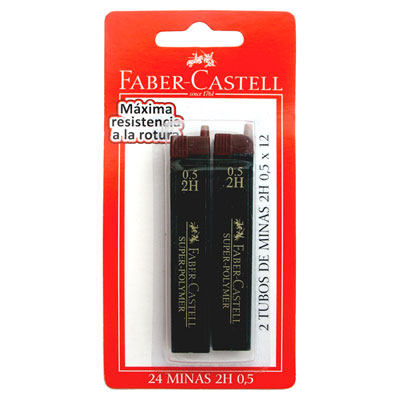 FABER-CASTELL
since 1761
Máxima
resistencia
a la rotura
0.5
2H
FABER CASTELL
SUPER-POLYMER
0.5
2H
FABER CASTELL
SUPER-POLYMER
2 TUBOS DE MINAS 2H 0,5 x 12
24 MINAS 2H 0,5